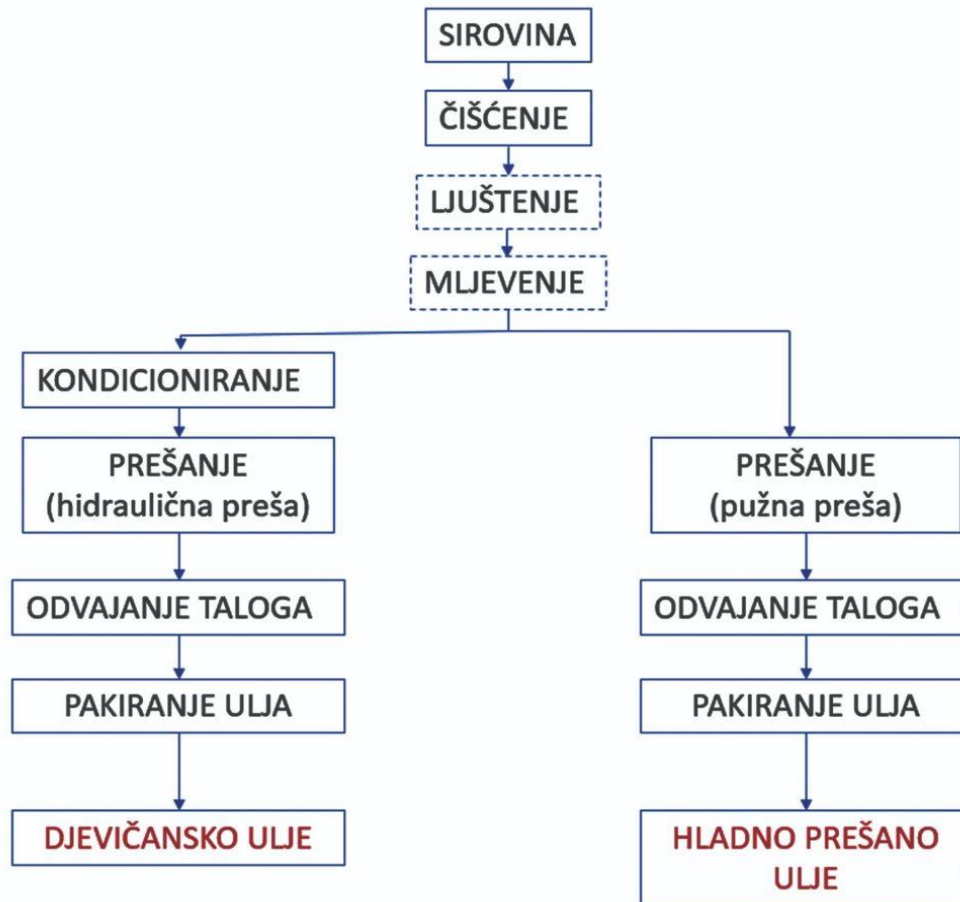 SIROVINA
ČIŠĆENJE
LJUŠTENJE
MLJEVENJE
KONDICIONIRANJE
PREŠANJE
(hidraulična preša)
ODVAJANJE TALOGA
PAKIRANJE ULJA
DJEVIČANSKO ULJE
PREŠANJE
(pužna preša)
ODVAJANJE TALOGA
PAKIRANJE ULJA
HLADNO PREŠANO
ULJE